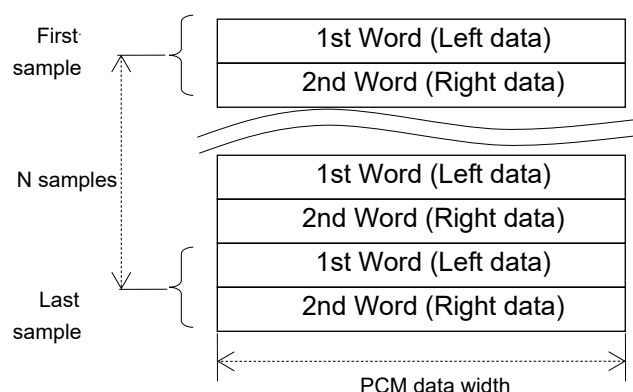 First
sample
1st Word (Left data)
2nd Word (Right data)
N samples
1st Word (Left data)
2nd Word (Right data)
1st Word (Left data)
2nd Word (Right data)
Last
sample
PCM data width